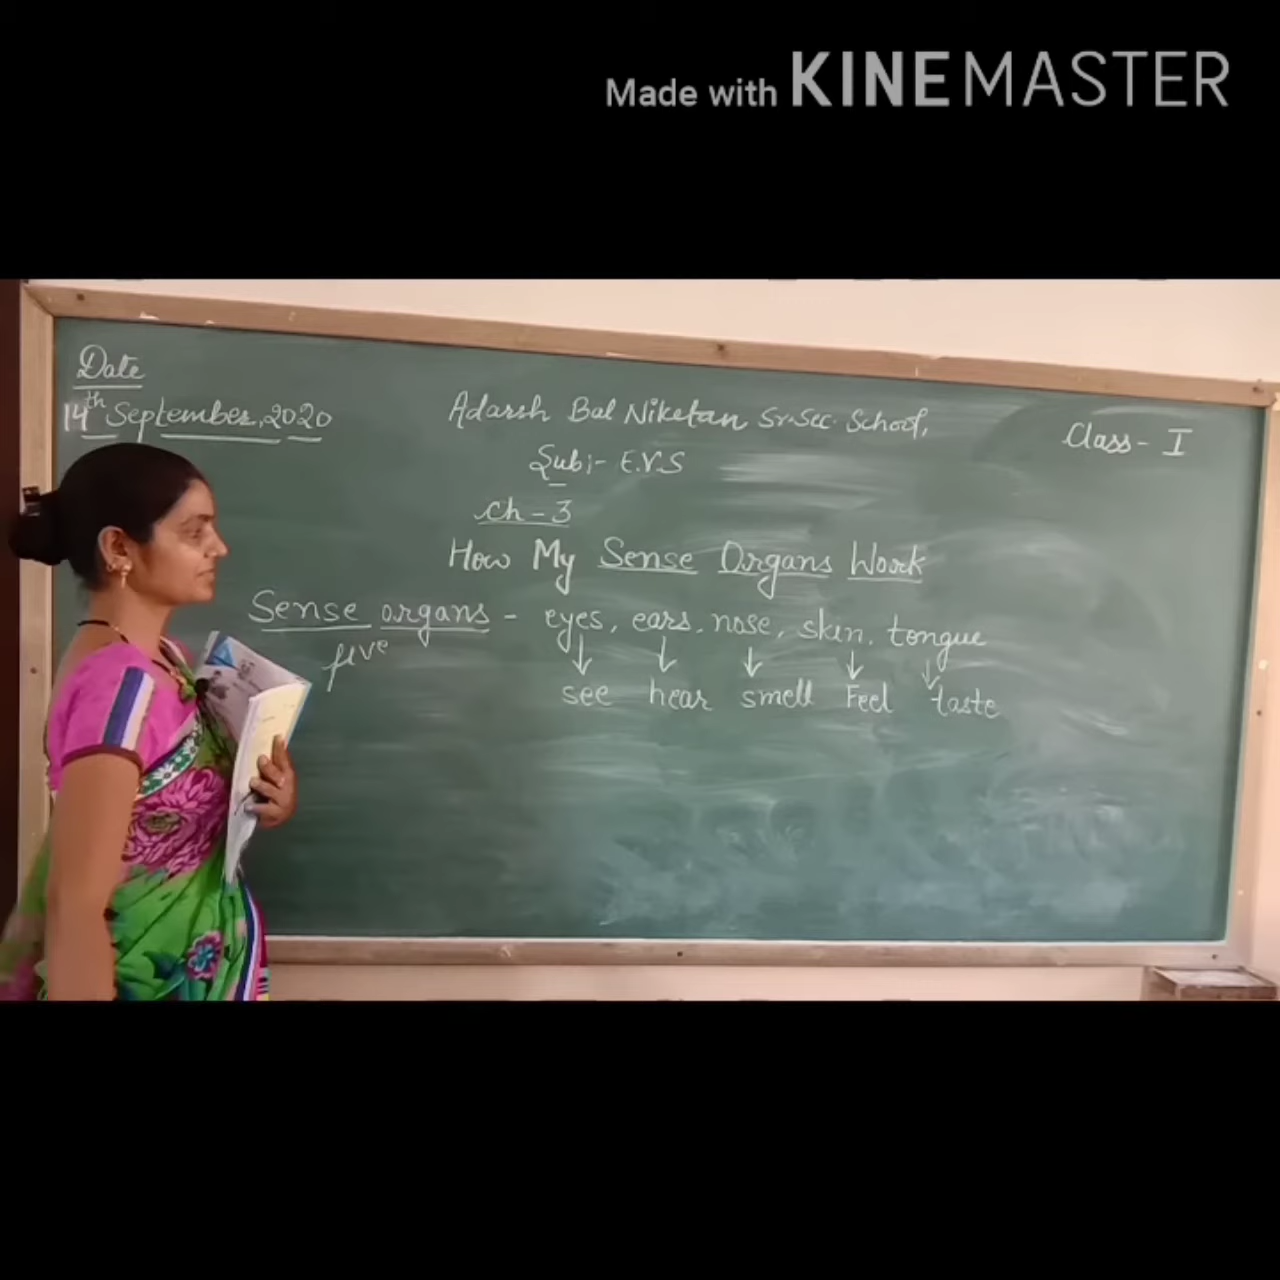 Made with KINEMASTER
Date
14th September, 2020
Adarsh Bal Niketan Sr. Sec. School,
Class - I
Sub:- E.V.S
Ch - 3
How My Sense Organs Work
Sense organs - eyes, ears, nose, skin, tongue
five
see hear smell Feel taste